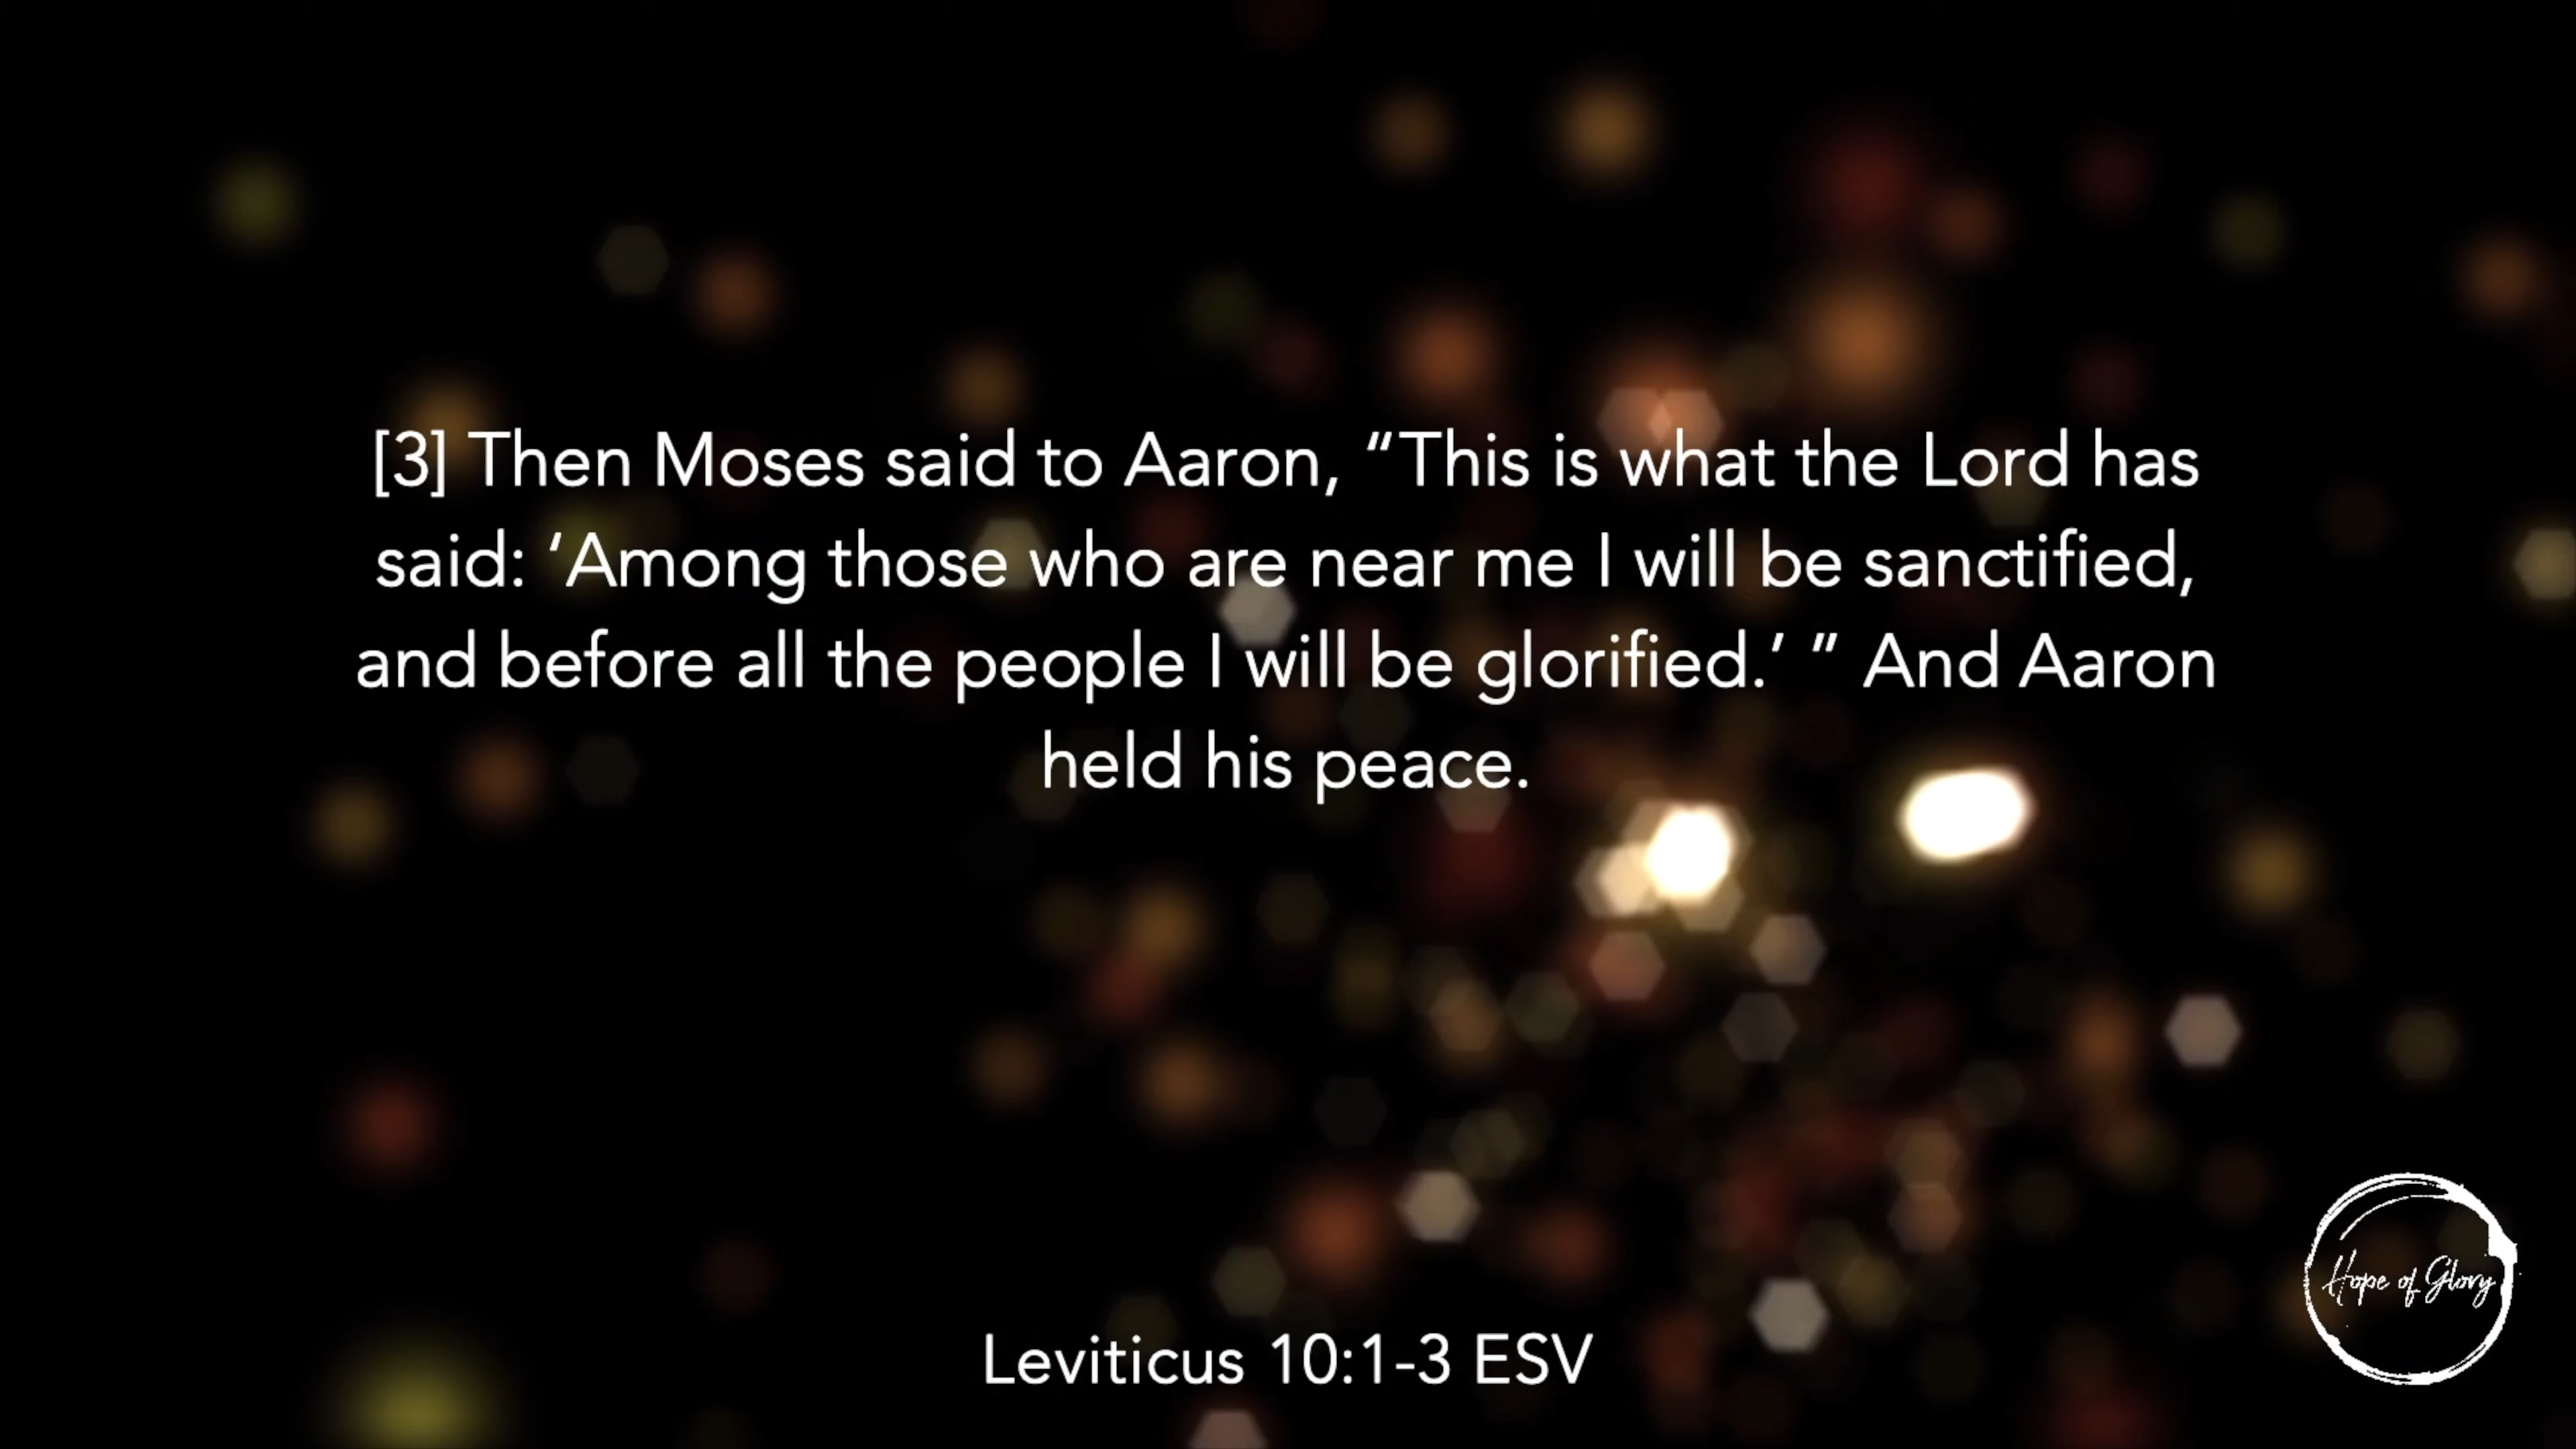 [3] Then Moses said to Aaron, “This is what the Lord has
said: ‘Among those who are near me I will be sanctified,
and before all the people I will be glorified.’ ” And Aaron
held his peace.
Hope of Glory
Leviticus 10:1-3 ESV